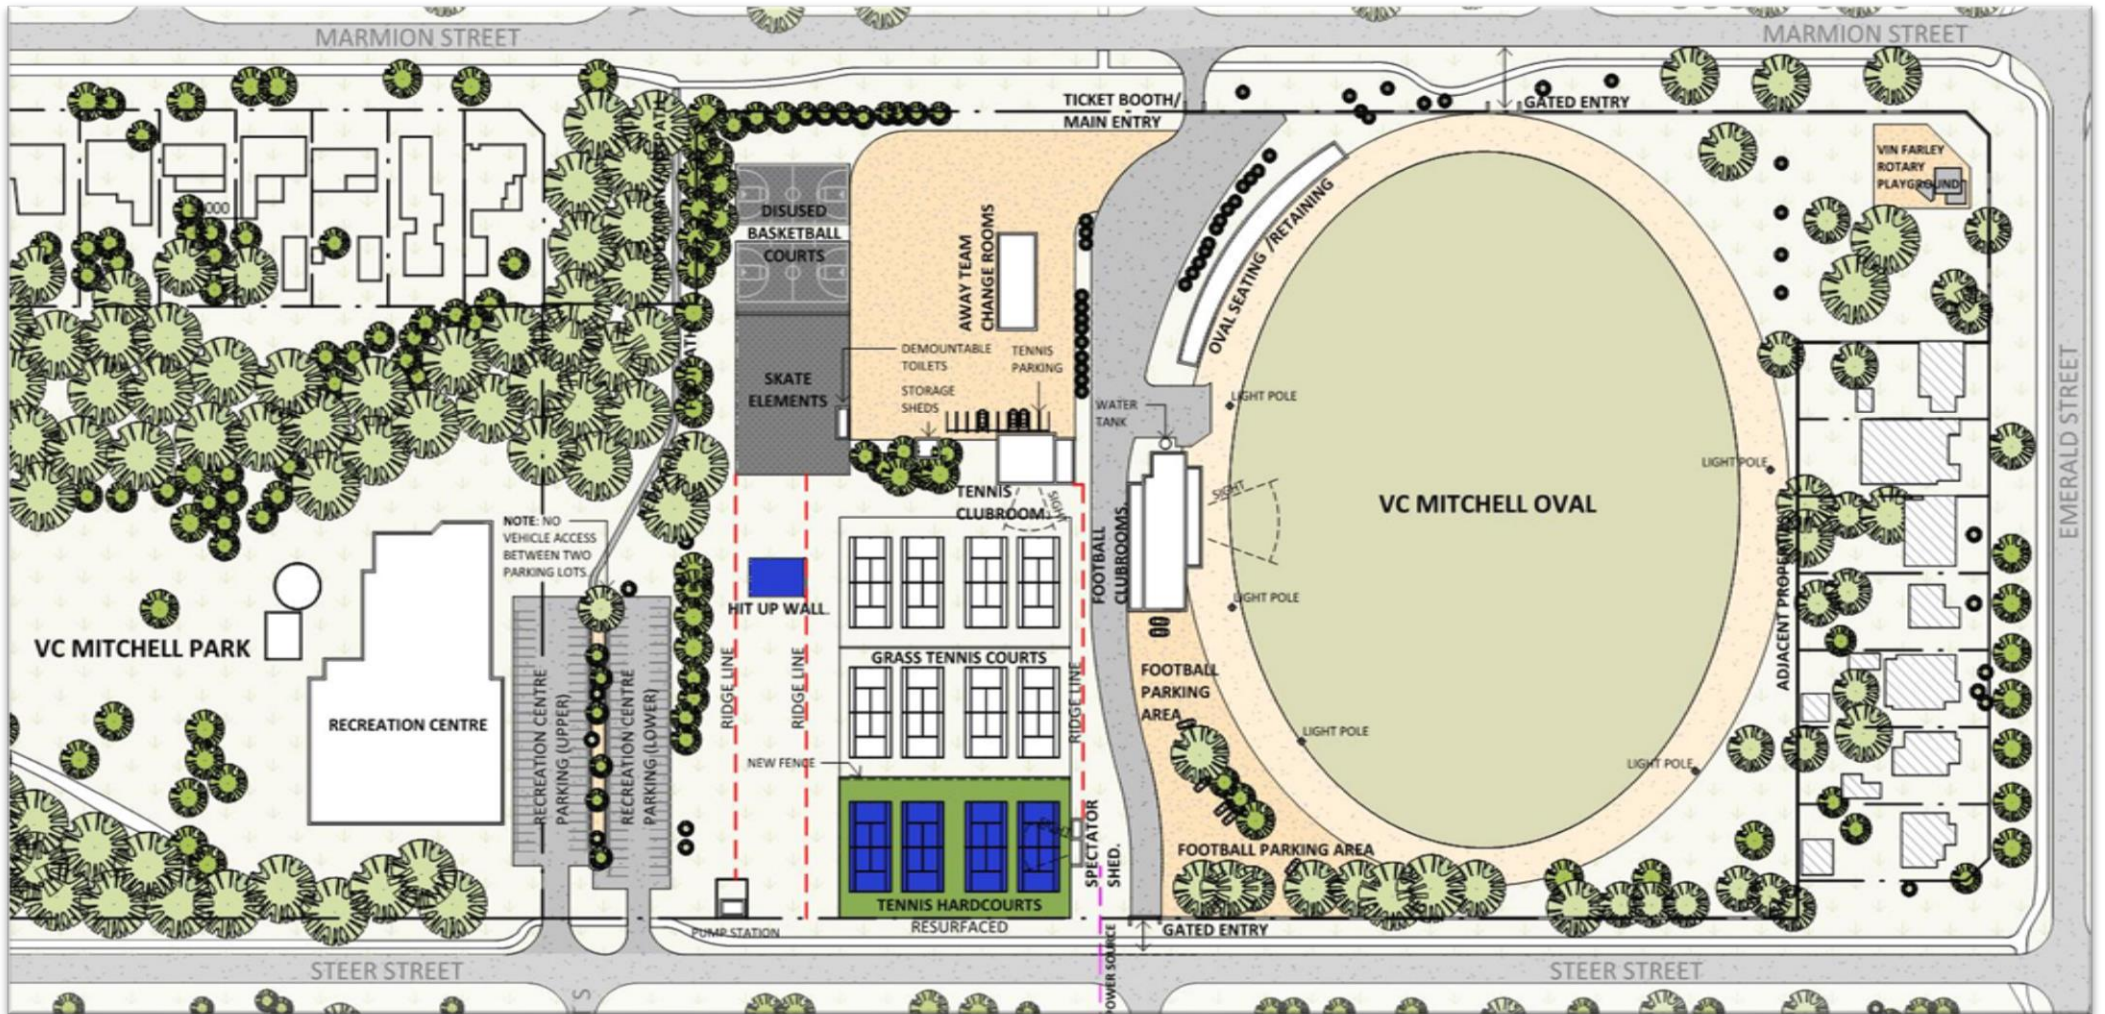 MARMION STREET
MARMION STREET
TICKET BOOTH/
MAIN ENTRY
GATED ENTRY
VIN FARLEY
ROTARY
PLAYGROUND
DISUSED
BASKETBALL
COURTS
AWAY TEAM
CHANGE ROOMS
OVAL SEATING /RETAINING
SKATE
ELEMENTS
DEMOUNTABLE
TOILETS
STORAGE
SHEDS
TENNIS
PARKING
WATER
TANK
LIGHT POLE
LIGHT POLE
EMERALD STREET
TENNIS
CLUBROOM.
SIGHT
SIGHT
VC MITCHELL OVAL
NOTE: NO
VEHICLE ACCESS
BETWEEN TWO
PARKING LOTS.
FOOTBALL
CLUBROOMS.
HIT UP WALL.
LIGHT POLE
VC MITCHELL PARK
RECREATION CENTRE
RECREATION CENTRE
PARKING (UPPER)
RECREATION CENTRE
PARKING (LOWER)
RIDGE LINE
RIDGE LINE
GRASS TENNIS COURTS
RIDGE LINE
FOOTBALL
PARKING
AREA
ADJACENT PROPERTIES
NEW FENCE
LIGHT POLE
LIGHT POLE
SPECTATOR
SHED.
FOOTBALL PARKING AREA
TENNIS HARDCOURTS
RESURFACED
PUMP STATION
GATED ENTRY
POWER SOURCE
STEER STREET
STEER STREET